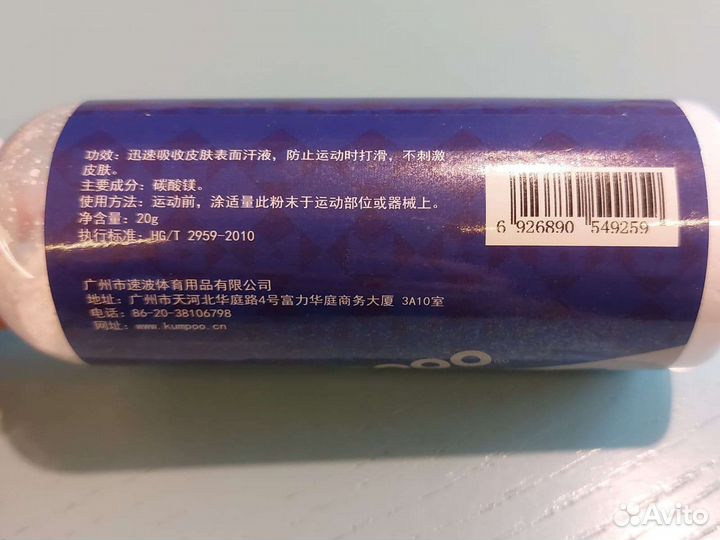 功效：迅速吸收皮肤表面汗液，防止运动时打滑，不刺激
皮肤。
主要成分：碳酸镁。
使用方法：运动前，涂适量此粉末于运动部位或器械上。
净含量：20g
执行标准：HG/T 2959-2010
6 926890 549259
广州市速波体育用品有限公司
地址：广州市天河北华庭路4号富力华庭商务大厦 3A10室
电话：86-20-38106798
网址：www.kumpoo.cn
Avito